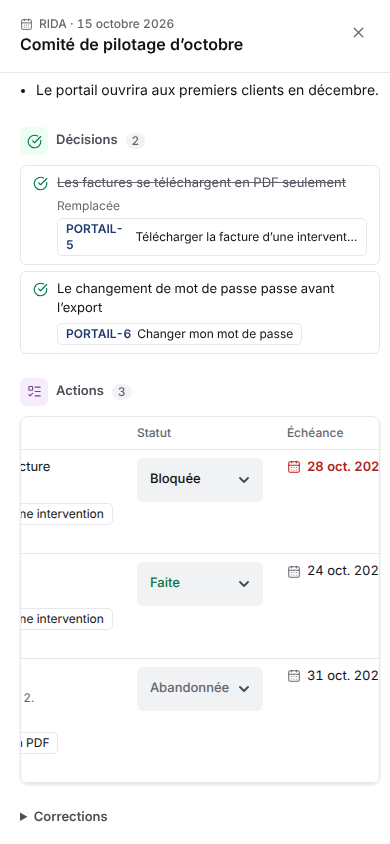 RIDA · 15 octobre 2026
Comité de pilotage d’octobre
• Le portail ouvrira aux premiers clients en décembre.
Décisions 2
Les factures se téléchargent en PDF seulement
Remplacée
PORTAIL-5 Télécharger la facture d’une intervent…
Le changement de mot de passe passe avant
l’export
PORTAIL-6 Changer mon mot de passe
Actions 3
Statut Échéance
cture Bloquée 28 oct. 202
ne intervention
Faite 24 oct. 202
ne intervention
Abandonnée 31 oct. 202
2.
PDF
Corrections